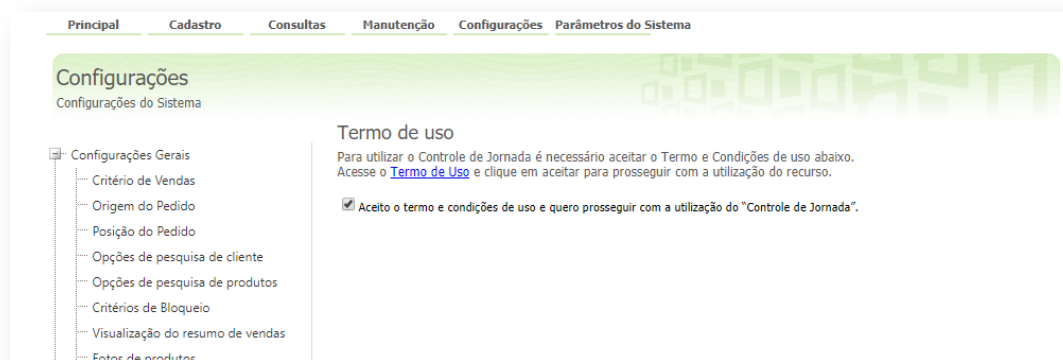 Principal Cadastro Consultas Manutenção Configurações Parâmetros do Sistema
Configurações
Configurações do Sistema
Configurações Gerais
Critério de Vendas
Origem do Pedido
Posição do Pedido
Opções de pesquisa de cliente
Opções de pesquisa de produtos
Critérios de Bloqueio
Visualização do resumo de vendas
Fotos de produtos
Termo de uso
Para utilizar o Controle de Jornada é necessário aceitar o Termo e Condições de uso abaixo.
Acesse o Termo de Uso e clique em aceitar para prosseguir com a utilização do recurso.
Aceito o termo e condições de uso e quero prosseguir com a utilização do "Controle de Jornada".